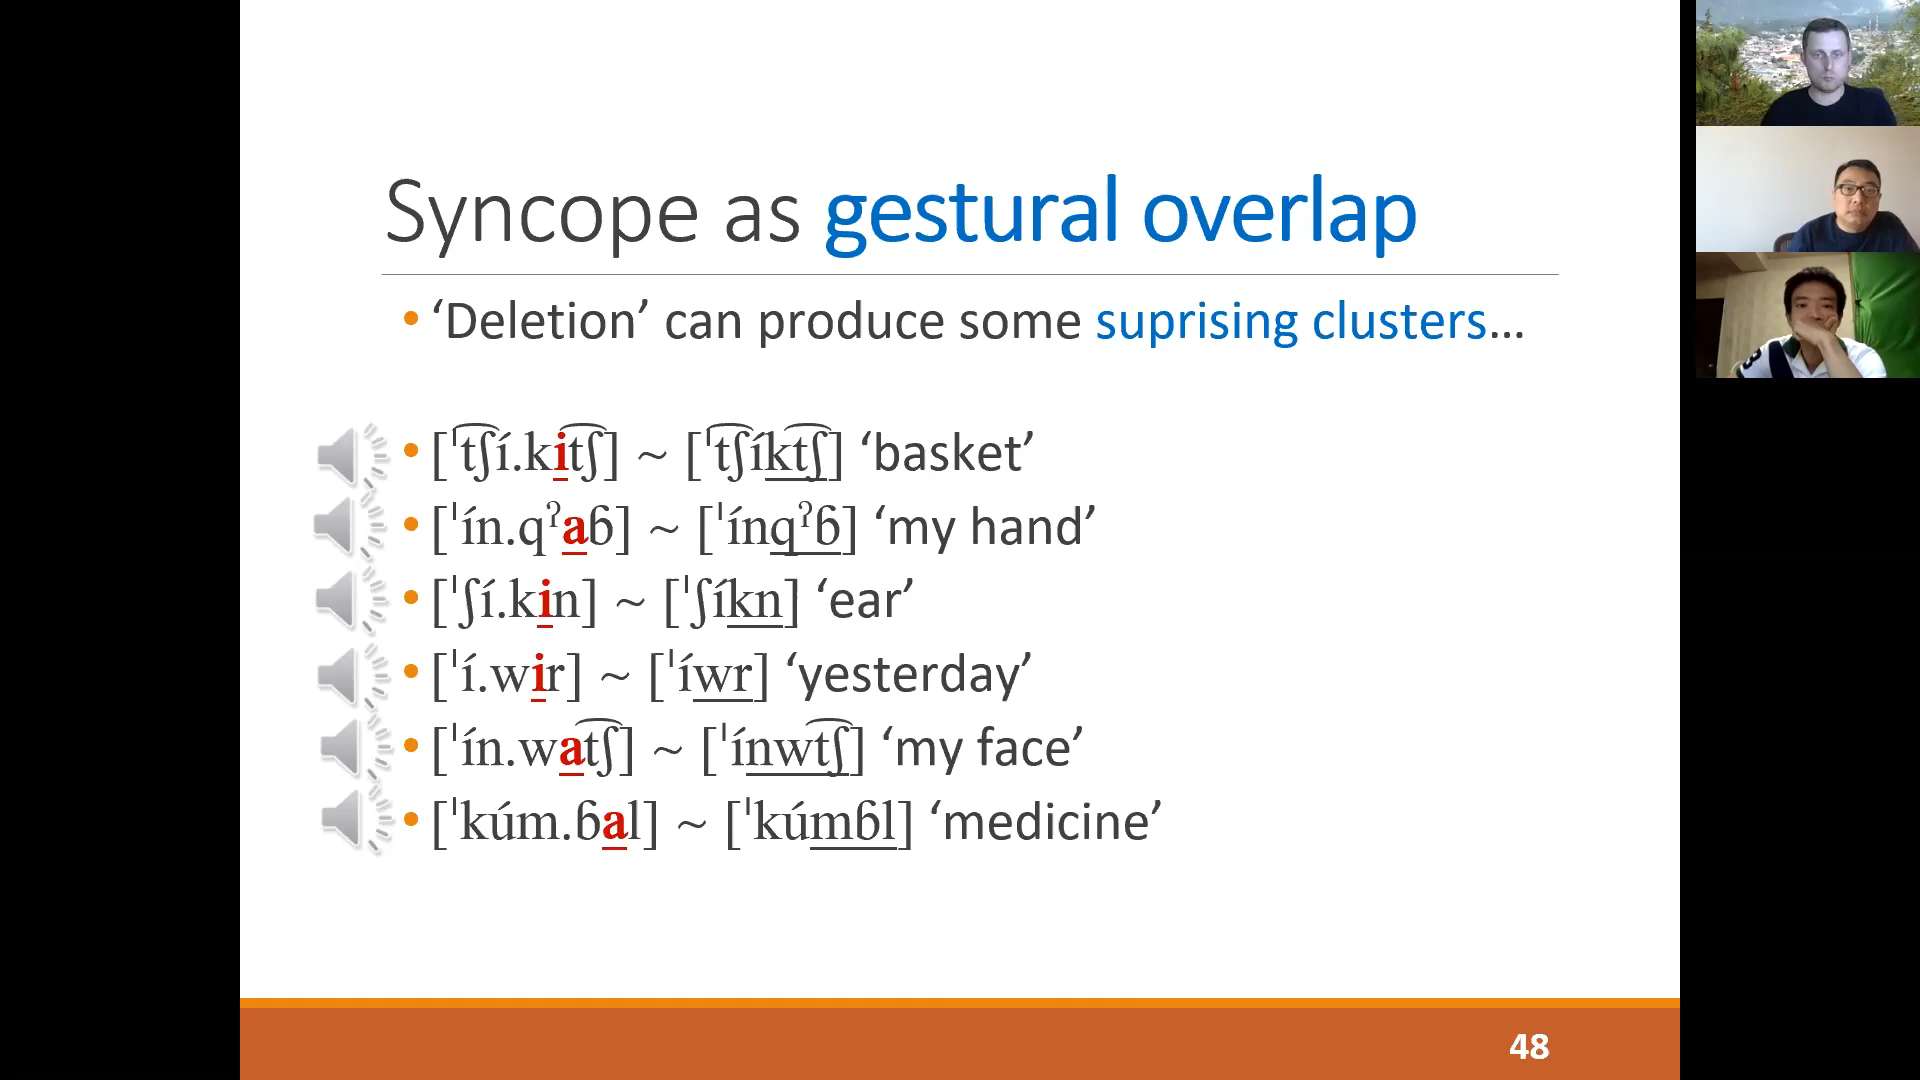 Syncope as gestural overlap
• ‘Deletion’ can produce some suprising clusters…
• [ˈt͡ʃí.kit͡ʃ] ~ [ˈt͡ʃíkt͡ʃ] ‘basket’
• [ˈín.qˀaɓ] ~ [ˈínqˀɓ] ‘my hand’
• [ˈʃí.kin] ~ [ˈʃíkn] ‘ear’
• [ˈí.wir] ~ [ˈíwr] ‘yesterday’
• [ˈín.wat͡ʃ] ~ [ˈínwt͡ʃ] ‘my face’
• [ˈkúm.ɓal] ~ [ˈkúmɓl] ‘medicine’
48